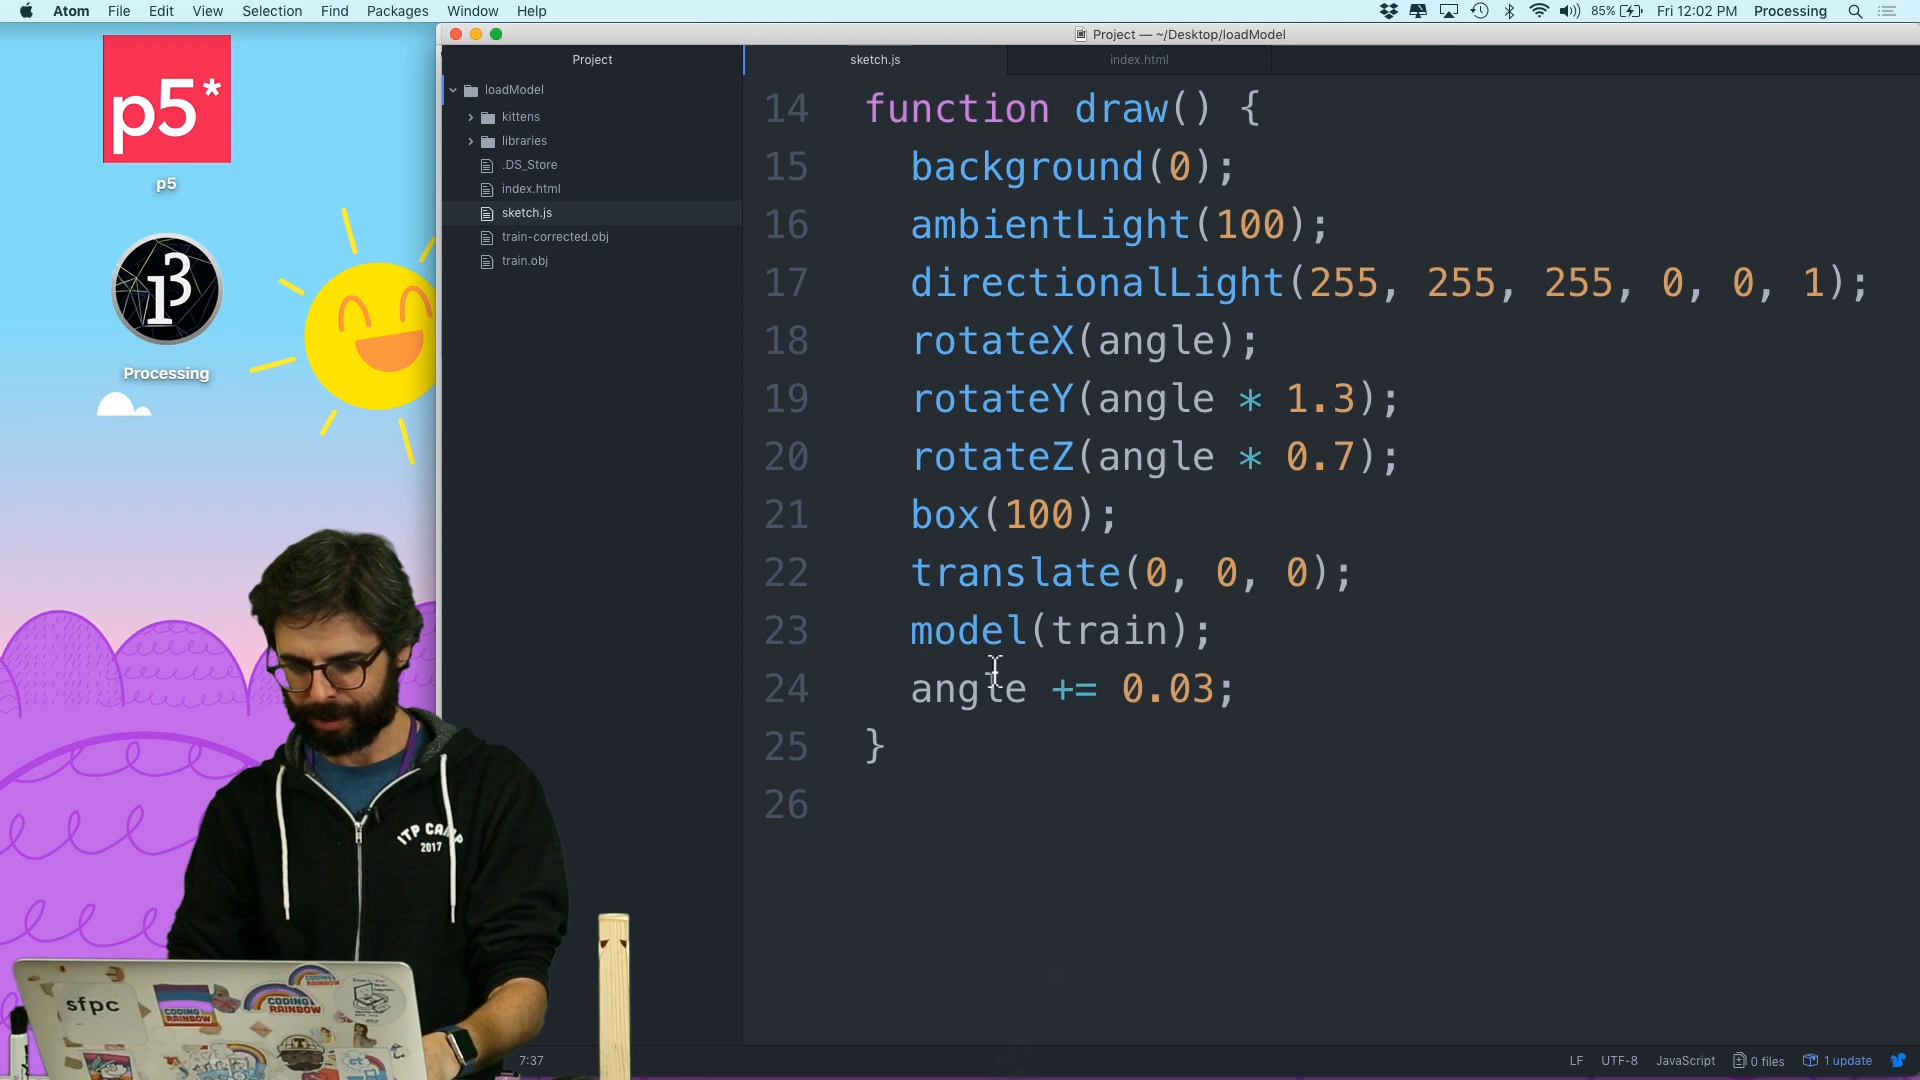 Atom File Edit View Selection Find Packages Window Help
85% Fri 12:02 PM Processing
Project — ~/Desktop/loadModel
Project
sketch.js
index.html
loadModel
kittens
libraries
.DS_Store
index.html
sketch.js
train-corrected.obj
train.obj
p5*
p5
Processing
14 function draw() {
15 background(0);
16 ambientLight(100);
17 directionalLight(255, 255, 255, 0, 0, 1);
18 rotateX(angle);
19 rotateY(angle * 1.3);
20 rotateZ(angle * 0.7);
21 box(100);
22 translate(0, 0, 0);
23 model(train);
24 angle += 0.03;
25 }
26
ITP CAMP
2017
sfpc
CODING
RAINBOW
CODING
RAINBOW
7:37
LF UTF-8 JavaScript 0 files 1 update